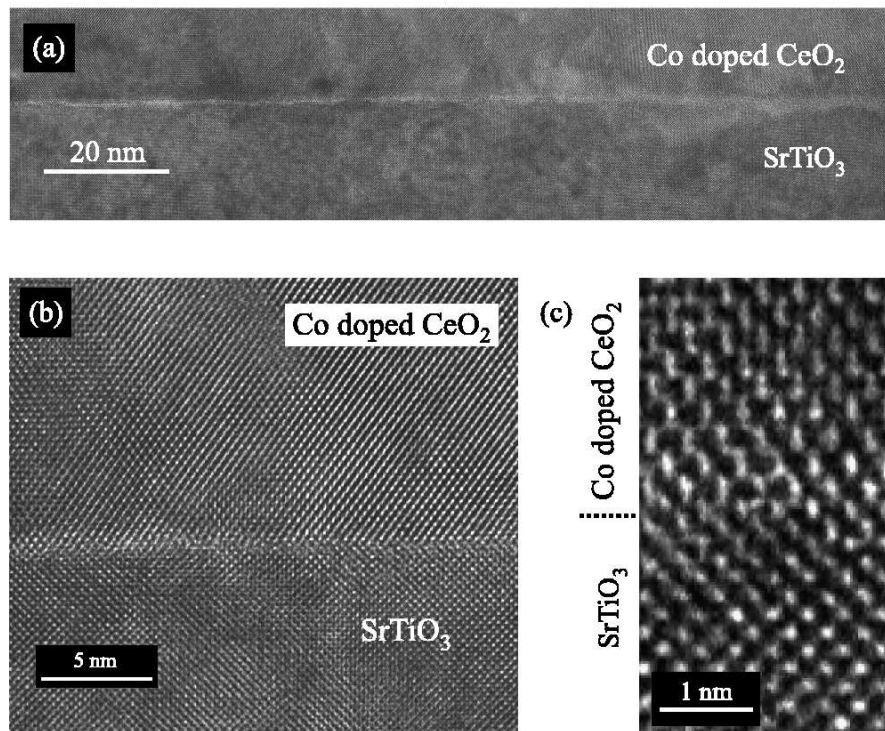 (a)
Co doped CeO₂
20 nm
SrTiO₃
(b)
Co doped CeO₂
SrTiO₃
5 nm
(c)
Co doped CeO₂
SrTiO₃
1 nm